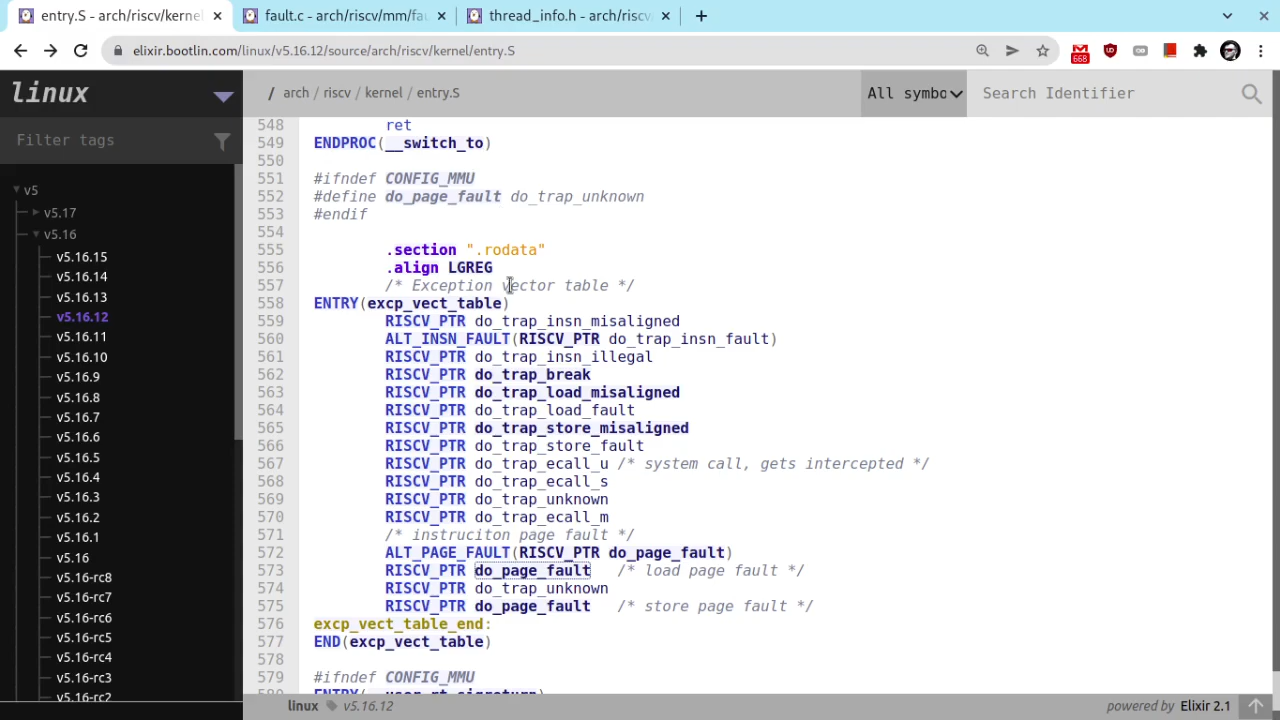 entry.S - arch/riscv/kernel
fault.c - arch/riscv/mm/fau
thread_info.h - arch/riscv
elixir.bootlin.com/linux/v5.16.12/source/arch/riscv/kernel/entry.S
668
linux
/ arch / riscv / kernel / entry.S
All symbo
Search Identifier
Filter tags
v5
v5.17
v5.16
v5.16.15
v5.16.14
v5.16.13
v5.16.12
v5.16.11
v5.16.10
v5.16.9
v5.16.8
v5.16.7
v5.16.6
v5.16.5
v5.16.4
v5.16.3
v5.16.2
v5.16.1
v5.16
v5.16-rc8
v5.16-rc7
v5.16-rc6
v5.16-rc5
v5.16-rc4
v5.16-rc3
v5.16-rc2
548 ret
549 ENDPROC(__switch_to)
550
551 #ifndef CONFIG_MMU
552 #define do_page_fault do_trap_unknown
553 #endif
554
555 .section ".rodata"
556 .align LGREG
557 /* Exception vector table */
558 ENTRY(excp_vect_table)
559 RISCV_PTR do_trap_insn_misaligned
560 ALT_INSN_FAULT(RISCV_PTR do_trap_insn_fault)
561 RISCV_PTR do_trap_insn_illegal
562 RISCV_PTR do_trap_break
563 RISCV_PTR do_trap_load_misaligned
564 RISCV_PTR do_trap_load_fault
565 RISCV_PTR do_trap_store_misaligned
566 RISCV_PTR do_trap_store_fault
567 RISCV_PTR do_trap_ecall_u /* system call, gets intercepted */
568 RISCV_PTR do_trap_ecall_s
569 RISCV_PTR do_trap_unknown
570 RISCV_PTR do_trap_ecall_m
571 /* instruciton page fault */
572 ALT_PAGE_FAULT(RISCV_PTR do_page_fault)
573 RISCV_PTR do_page_fault /* load page fault */
574 RISCV_PTR do_trap_unknown
575 RISCV_PTR do_page_fault /* store page fault */
576 excp_vect_table_end:
577 END(excp_vect_table)
578
579 #ifndef CONFIG_MMU
580 ENTRY(__user_rt_sigreturn)
linux v5.16.12
powered by Elixir 2.1